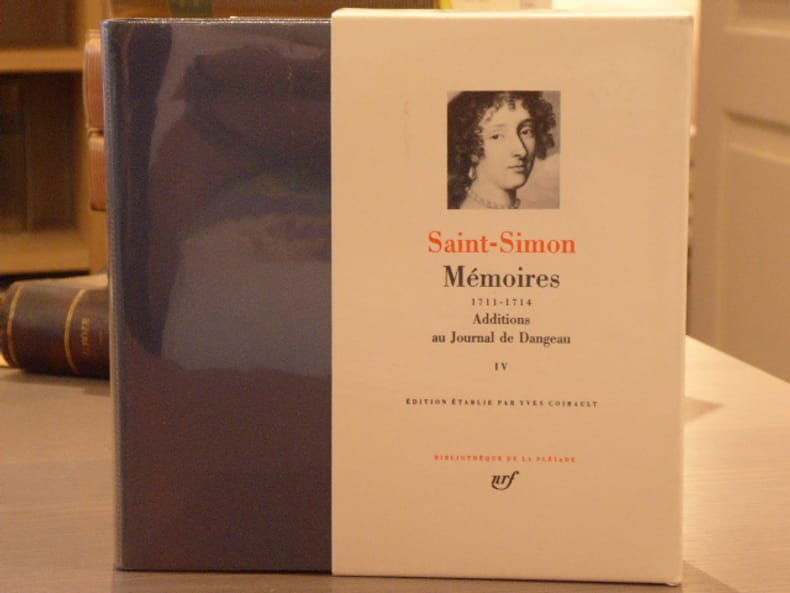 Saint-Simon
Mémoires
1711-1714
Additions
au Journal de Dangeau
IV
ÉDITION ÉTABLIE PAR YVES COIRAULT
BIBLIOTHÈQUE DE LA PLÉIADE
nrf